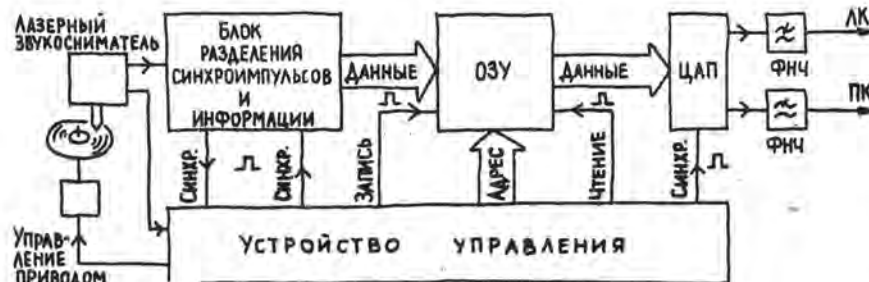 ЛАЗЕРНЫЙ
ЗВУКОСНИМАТЕЛЬ
БЛОК
РАЗДЕЛЕНИЯ
СИНХРОИМПУЛЬСОВ
И
ИНФОРМАЦИИ
ДАННЫЕ
ОЗУ
ДАННЫЕ
ЦАП
ЛК
ФНЧ
ПК
ФНЧ
СИНХР.
СИНХР.
ЗАПИСЬ
АДРЕС
ЧТЕНИЕ
СИНХР.
УПРАВ-
ЛЕНИЕ
ПРИВОДОМ
УСТРОЙСТВО УПРАВЛЕНИЯ